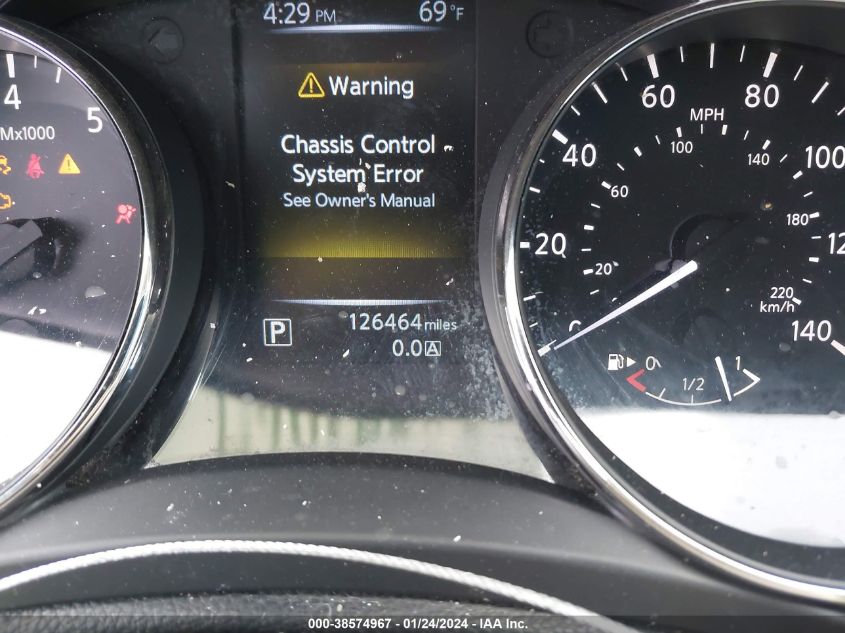 4:29 PM 69°F
Warning
Chassis Control
System Error
See Owner's Manual
P 126464 miles
0.0 A
4
5
Mx1000
MPH
0
20
40
60
80
100
12
140
20
60
100
140
180
220
km/h
0 1/2 1
000-38574967 - 01/24/2024 - IAA Inc.